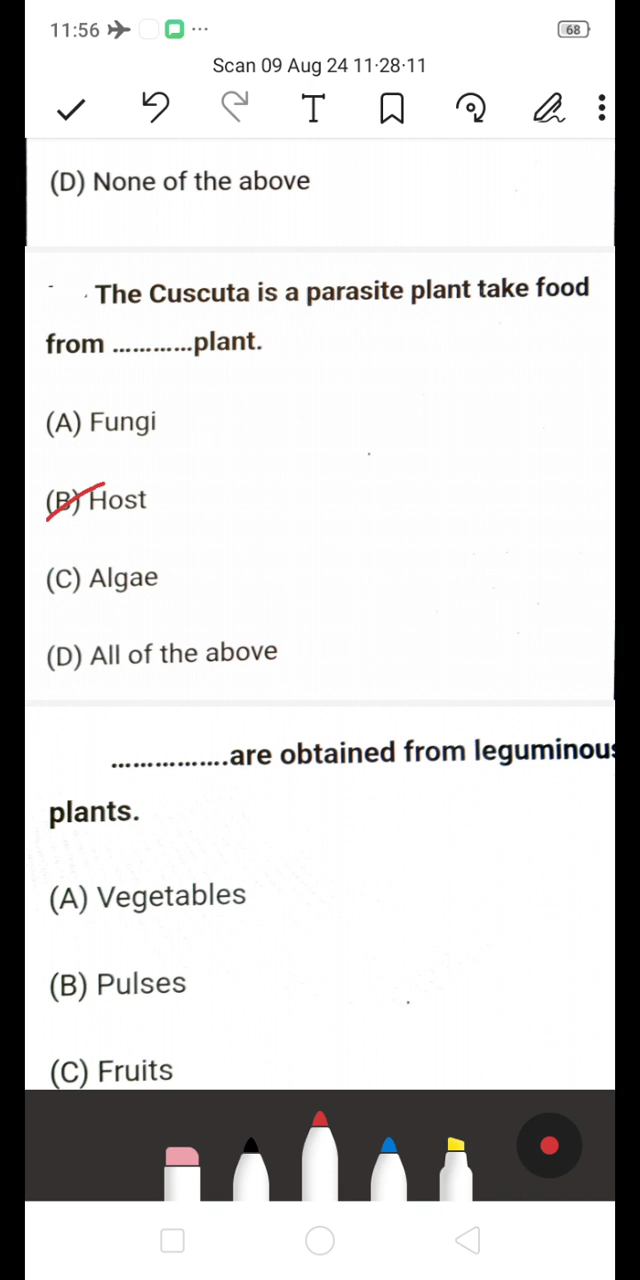 11:56
68
Scan 09 Aug 24 11·28·11
T
(D) None of the above
The Cuscuta is a parasite plant take food
from ............plant.
(A) Fungi
(B) Host
(C) Algae
(D) All of the above
.................are obtained from leguminous
plants.
(A) Vegetables
(B) Pulses
(C) Fruits